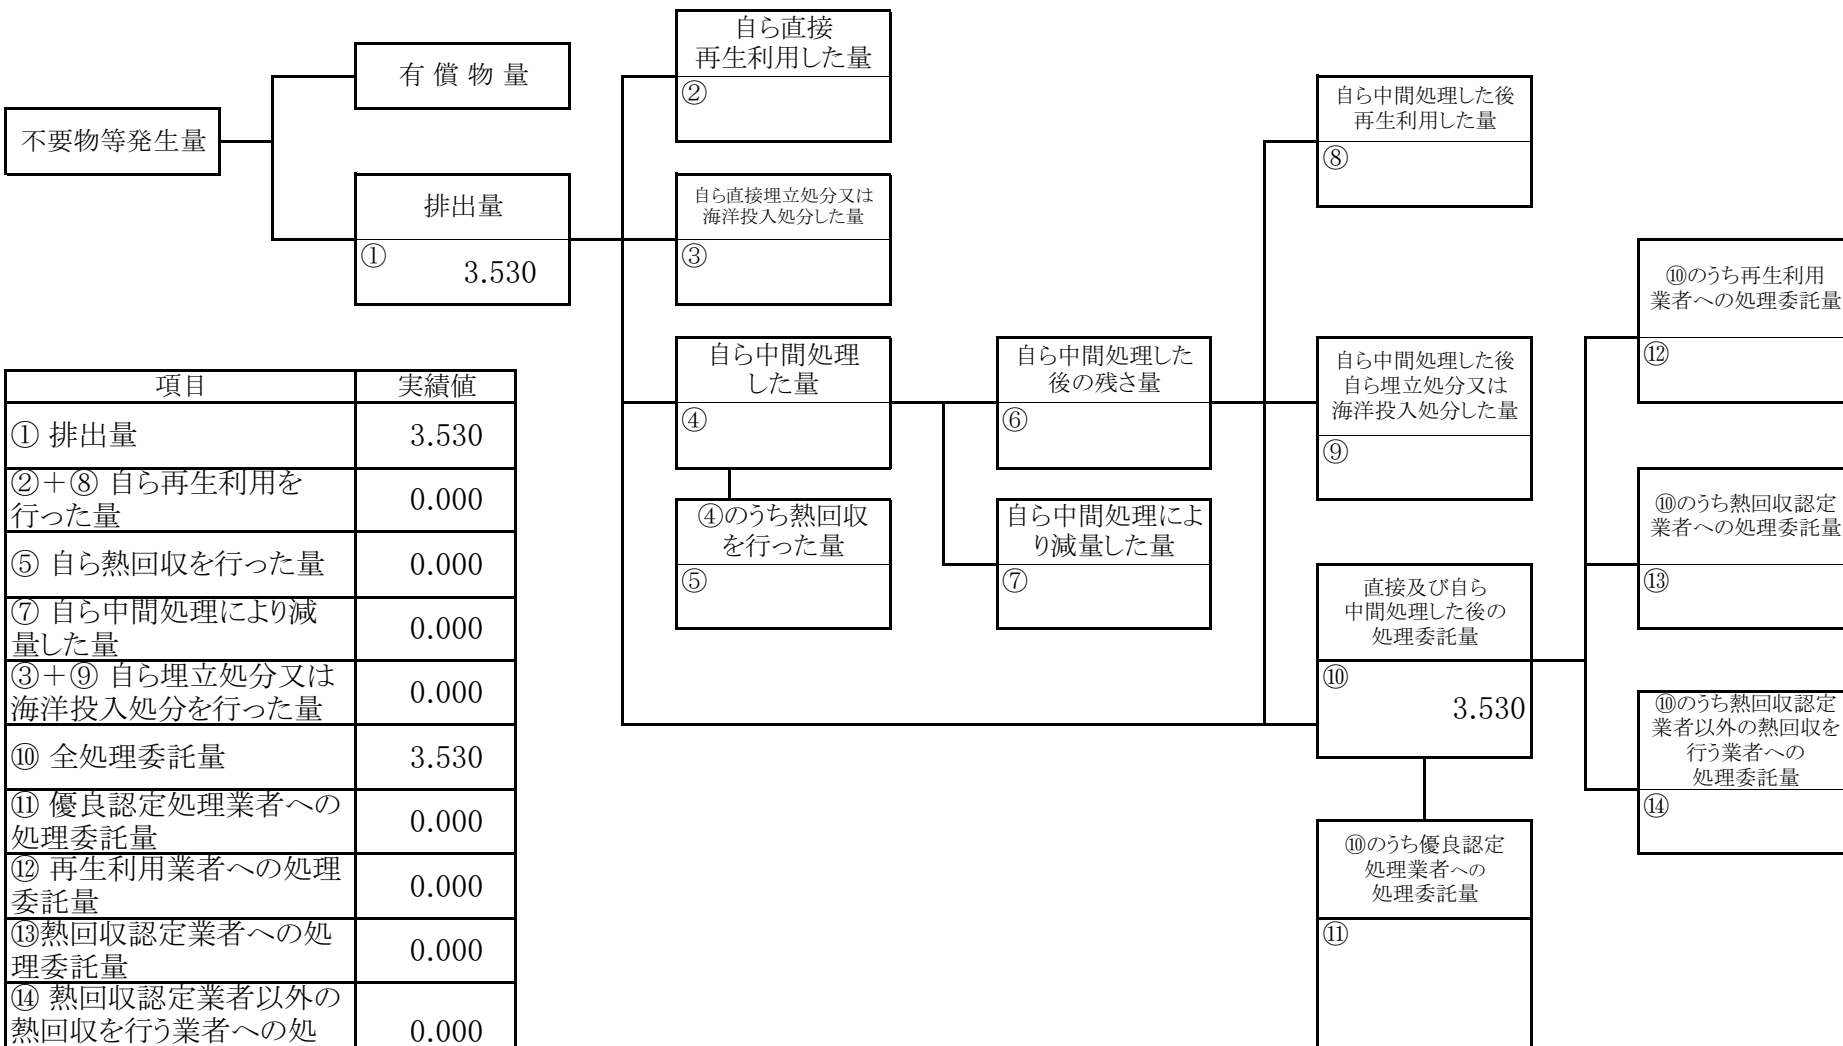 不要物等発生量
有 償 物 量
排出量
①
3.530
自ら直接
再生利用した量
②
自ら直接埋立処分又は
海洋投入処分した量
③
自ら中間処理
した量
④
④のうち熱回収
を行った量
⑤
自ら中間処理した
後の残さ量
⑥
自ら中間処理によ
り減量した量
⑦
自ら中間処理した後
再生利用した量
⑧
自ら中間処理した後
自ら埋立処分又は
海洋投入処分した量
⑨
直接及び自ら
中間処理した後の
処理委託量
⑩
3.530
⑩のうち優良認定
処理業者への
処理委託量
⑪
⑩のうち再生利用
業者への処理委託量
⑫
⑩のうち熱回収認定
業者への処理委託量
⑬
⑩のうち熱回収認定
業者以外の熱回収を
行う業者への
処理委託量
⑭
項目 実績値
① 排出量 3.530
②＋⑧ 自ら再生利用を
行った量 0.000
⑤ 自ら熱回収を行った量 0.000
⑦ 自ら中間処理により減
量した量 0.000
③＋⑨ 自ら埋立処分又は
海洋投入処分を行った量 0.000
⑩ 全処理委託量 3.530
⑪ 優良認定処理業者への
処理委託量 0.000
⑫ 再生利用業者への処理
委託量 0.000
⑬熱回収認定業者への処
理委託量 0.000
⑭ 熱回収認定業者以外の
熱回収を行う業者への処 0.000